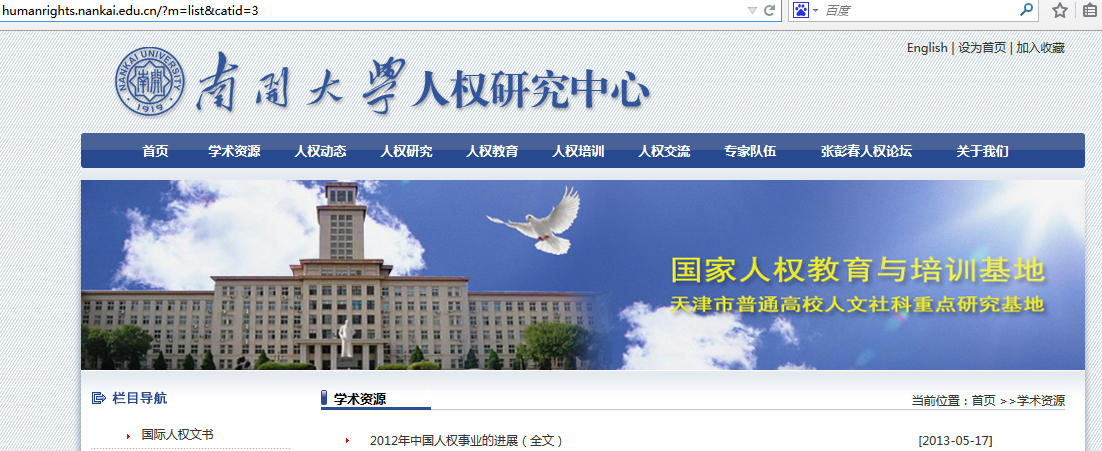 humanrights.nankai.edu.cn/?m=list&catid=3
百度
English | 设为首页 | 加入收藏
NANKAI UNIVERSITY
南開
1919
南開大學人权研究中心
首页 学术资源 人权动态 人权研究 人权教育 人权培训 人权交流 专家队伍 张彭春人权论坛 关于我们
国家人权教育与培训基地
天津市普通高校人文社科重点研究基地
栏目导航
学术资源
当前位置：首页 >>学术资源
国际人权文书
2012年中国人权事业的进展（全文） [2013-05-17]